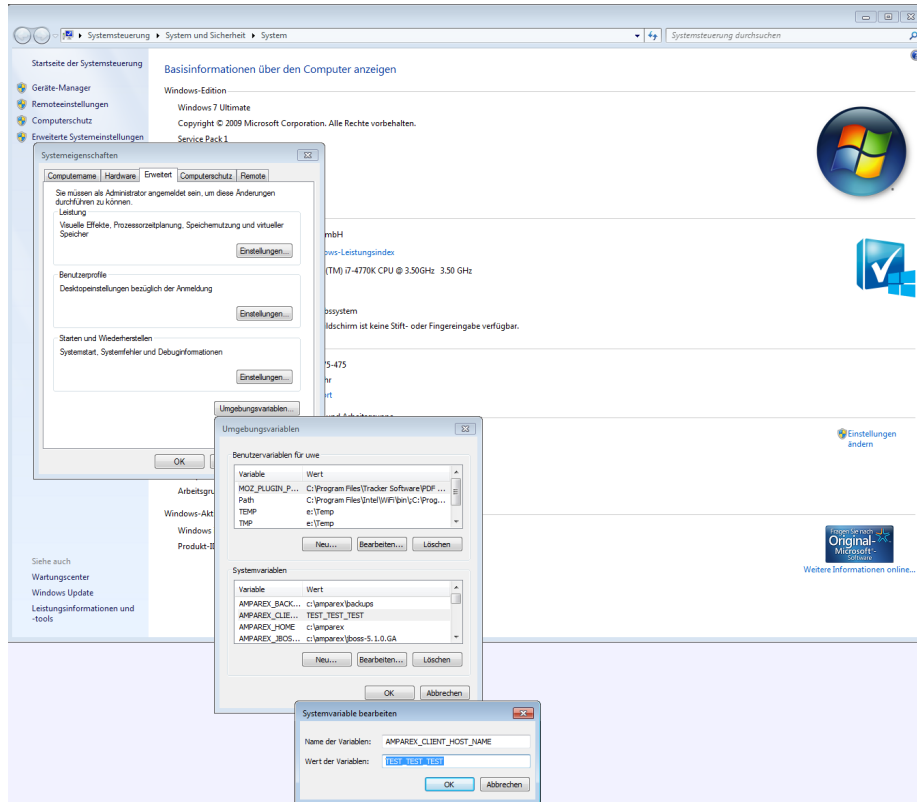 Systemsteuerung
System und Sicherheit
System
Systemsteuerung durchsuchen
Startseite der Systemsteuerung
Geräte-Manager
Remoteeinstellungen
Computerschutz
Erweiterte Systemeinstellungen
Basisinformationen über den Computer anzeigen
Windows-Edition
Windows 7 Ultimate
Copyright © 2009 Microsoft Corporation. Alle Rechte vorbehalten.
Service Pack 1
mbH
ows-Leistungsindex
(TM) i7-4770K CPU @ 3.50GHz 3.50 GHz
ossystem
ldschirm ist keine Stift- oder Fingereingabe verfügbar.
75-475
hr
ort
Einstellungen
ändern
Arbeitsgru
Windows-Akt
Windows
Produkt-I
Fragen Sie nach
Original-
Microsoft-
Software
Weitere Informationen online...
Siehe auch
Wartungscenter
Windows Update
Leistungsinformationen und
-tools
Systemeigenschaften
Computername
Hardware
Erweitert
Computerschutz
Remote
Sie müssen als Administrator angemeldet sein, um diese Änderungen
durchführen zu können.
Leistung
Visuelle Effekte, Prozessorzeitplanung, Speichernutzung und virtueller
Speicher
Einstellungen...
Benutzerprofile
Desktopeinstellungen bezüglich der Anmeldung
Einstellungen...
Starten und Wiederherstellen
Systemstart, Systemfehler und Debuginformationen
Einstellungen...
Umgebungsvariablen...
OK
Umgebungsvariablen
Benutzervariablen für uwe
Variable Wert
MOZ_PLUGIN_P... C:\Program Files\Tracker Software\PDF ...
Path C:\Program Files\Intel\WiFi\bin\;C:\Prog...
TEMP e:\Temp
TMP e:\Temp
Neu... Bearbeiten... Löschen
Systemvariablen
Variable Wert
AMPAREX_BACK... c:\amparex\backups
AMPAREX_CLIE... TEST_TEST_TEST
AMPAREX_HOME c:\amparex
AMPAREX_JBOS... c:\amparex\jboss-5.1.0.GA
Neu... Bearbeiten... Löschen
OK Abbrechen
Systemvariable bearbeiten
Name der Variablen: AMPAREX_CLIENT_HOST_NAME
Wert der Variablen: TEST_TEST_TEST
OK Abbrechen